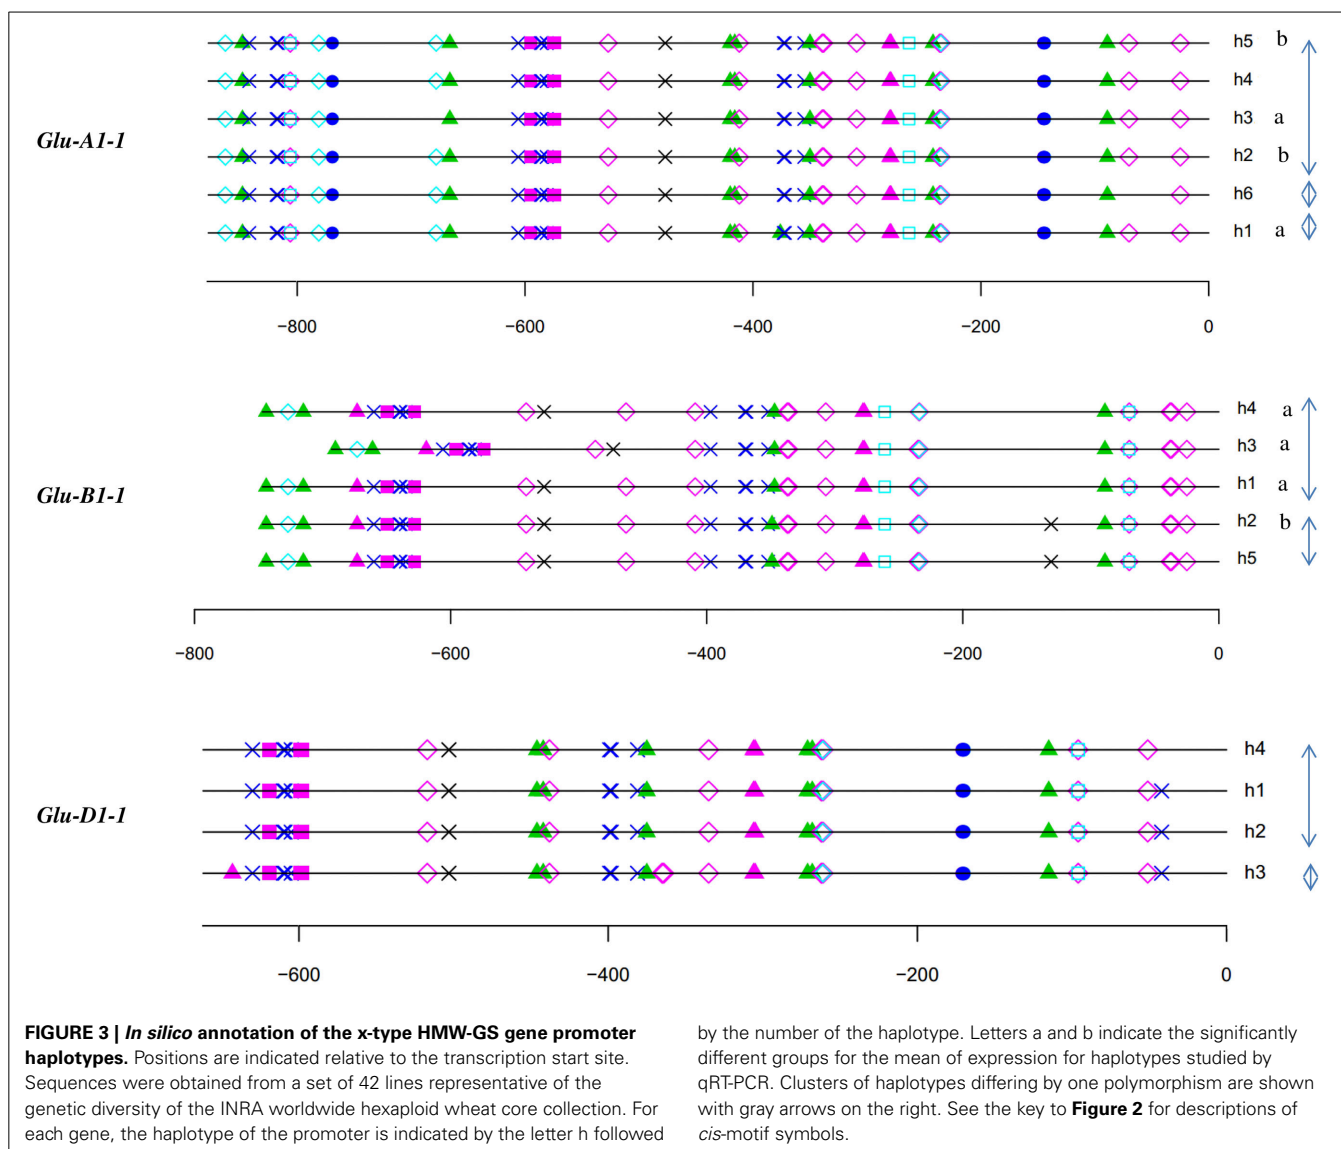 h5 b
h4
Glu-A1-1
h3 a
h2 b
h6
h1 a
−800 −600 −400 −200 0
h4 a
h3 a
Glu-B1-1
h1 a
h2 b
h5
−800 −600 −400 −200 0
h4
h1
Glu-D1-1
h2
h3
−600 −400 −200 0
FIGURE 3 | In silico annotation of the x-type HMW-GS gene promoter
haplotypes. Positions are indicated relative to the transcription start site.
Sequences were obtained from a set of 42 lines representative of the
genetic diversity of the INRA worldwide hexaploid wheat core collection. For
each gene, the haplotype of the promoter is indicated by the letter h followed
by the number of the haplotype. Letters a and b indicate the significantly
different groups for the mean of expression for haplotypes studied by
qRT-PCR. Clusters of haplotypes differing by one polymorphism are shown
with gray arrows on the right. See the key to Figure 2 for descriptions of
cis-motif symbols.